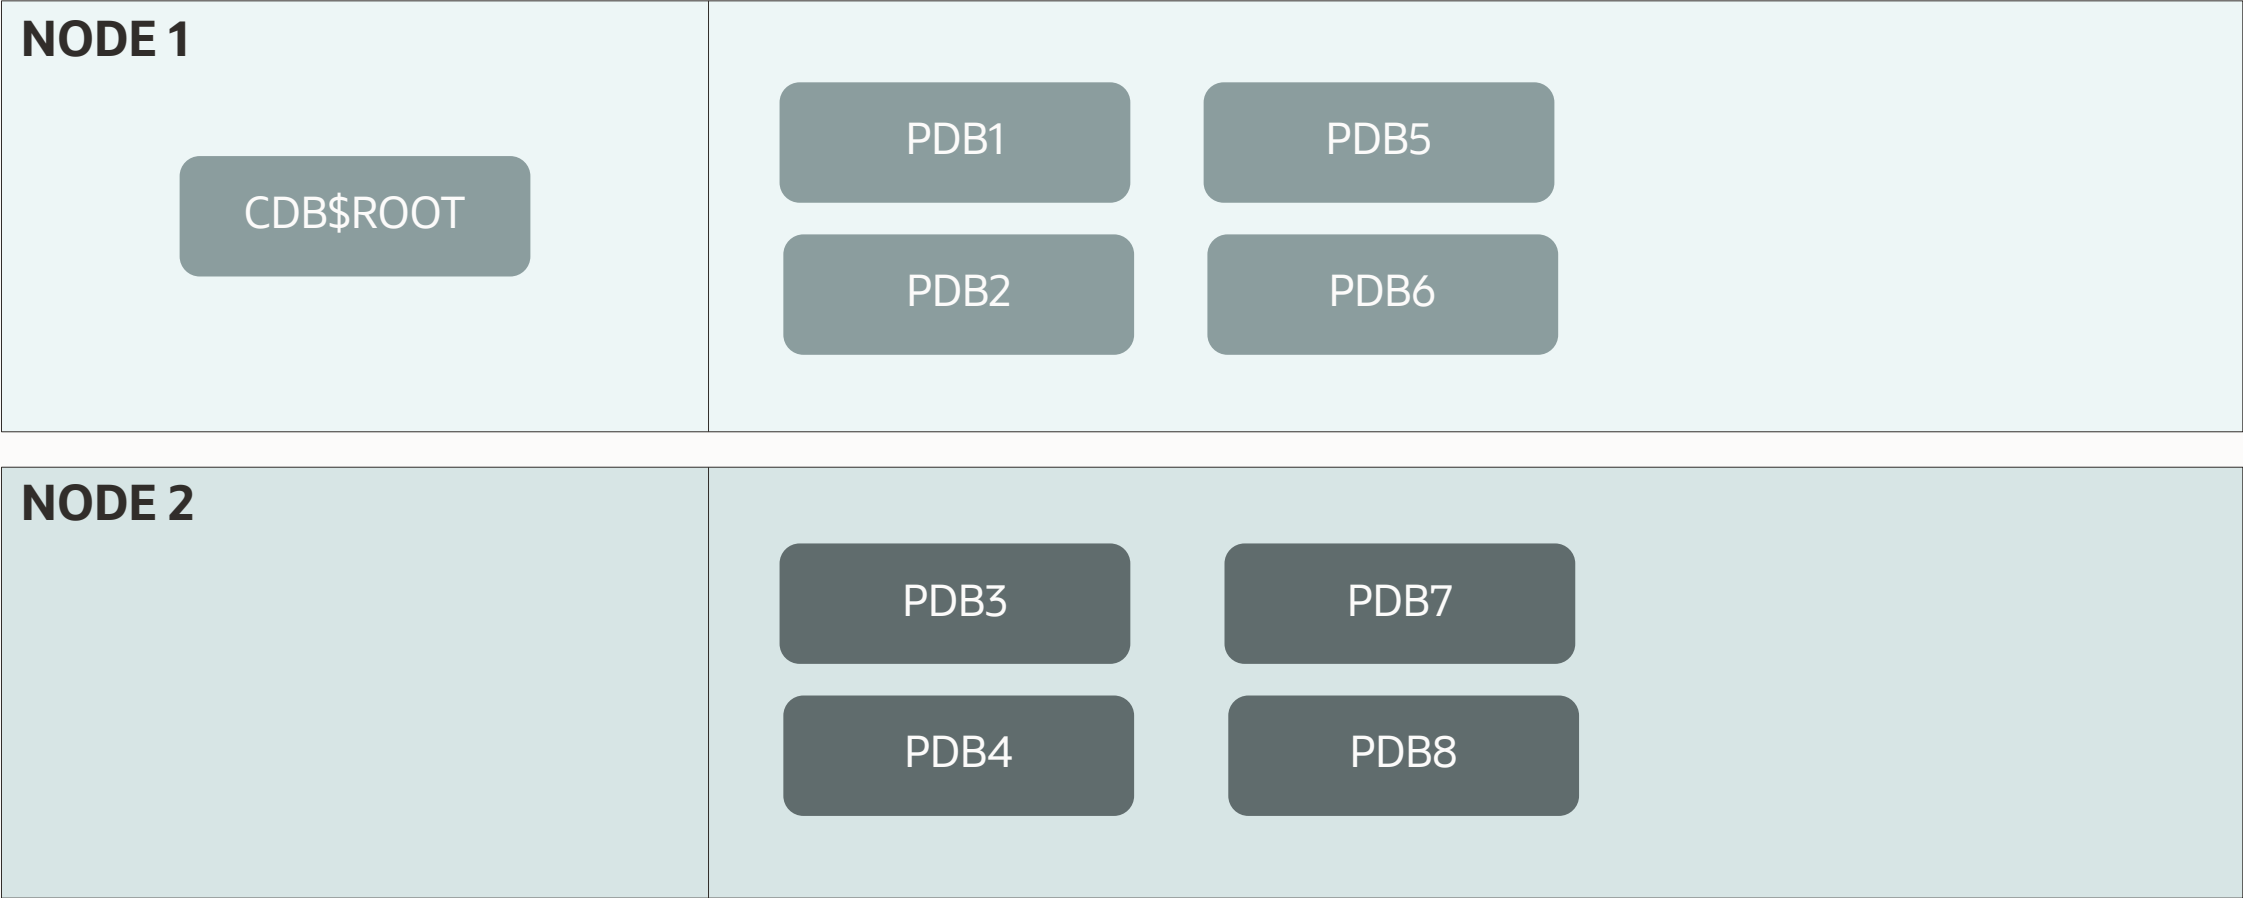 NODE 1
CDB$ROOT
PDB1
PDB5
PDB2
PDB6
NODE 2
PDB3
PDB7
PDB4
PDB8